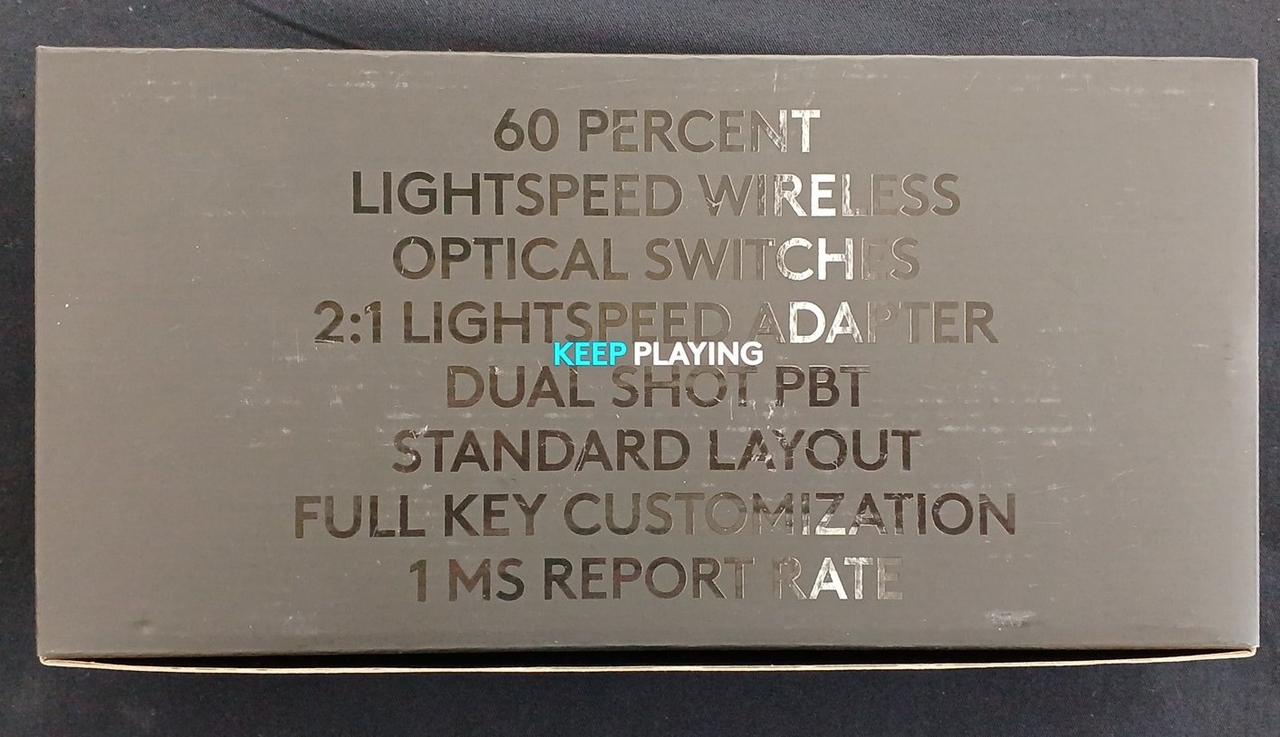 60 PERCENT
LIGHTSPEED WIRELESS
OPTICAL SWITCHES
2:1 LIGHTSPEED ADAPTER
KEEP PLAYING
DUAL SHOT PBT
STANDARD LAYOUT
FULL KEY CUSTOMIZATION
1 MS REPORT RATE